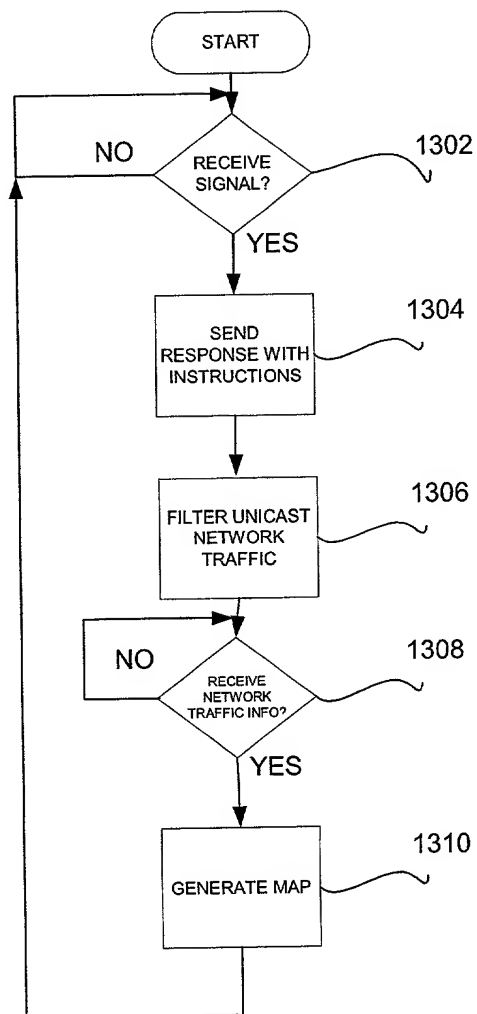 START
NO
RECEIVE
SIGNAL?
1302
YES
SEND
RESPONSE WITH
INSTRUCTIONS
1304
FILTER UNICAST
NETWORK
TRAFFIC
1306
NO
RECEIVE
NETWORK
TRAFFIC INFO?
1308
YES
GENERATE MAP
1310